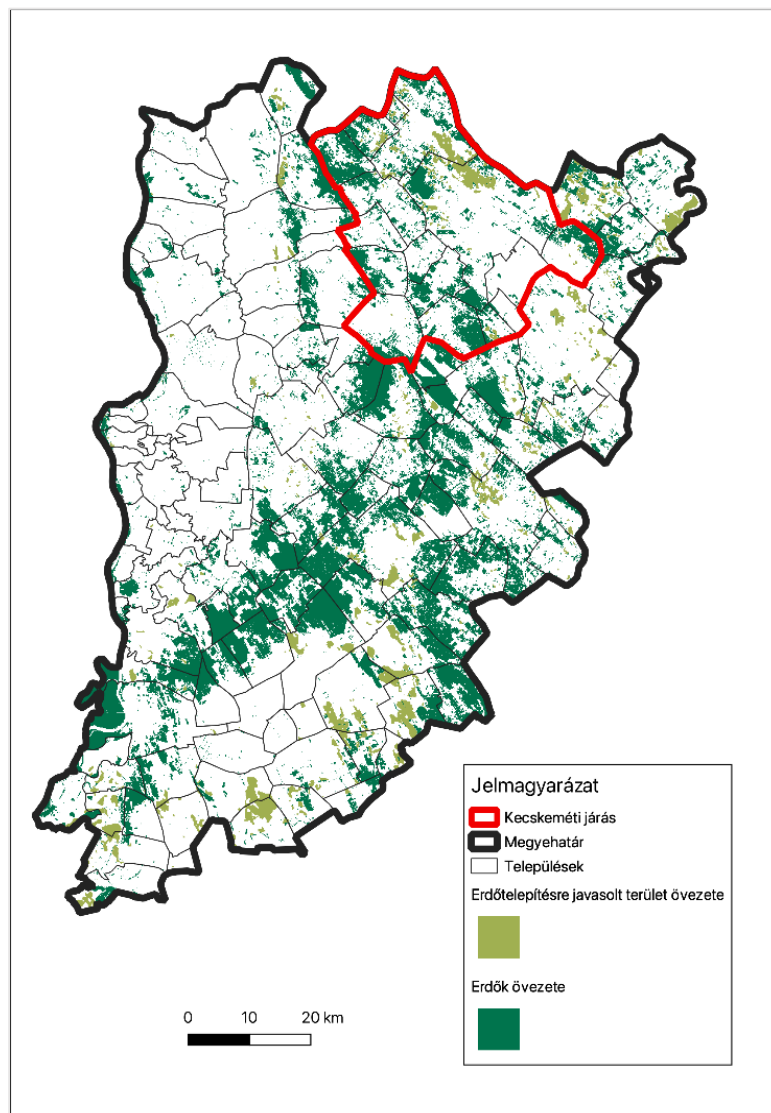 Jelmagyarázat
Kecskeméti járás
Megyehatár
Települések
Erdőtelepítésre javasolt terület övezete
Erdők övezete
0 10 20 km